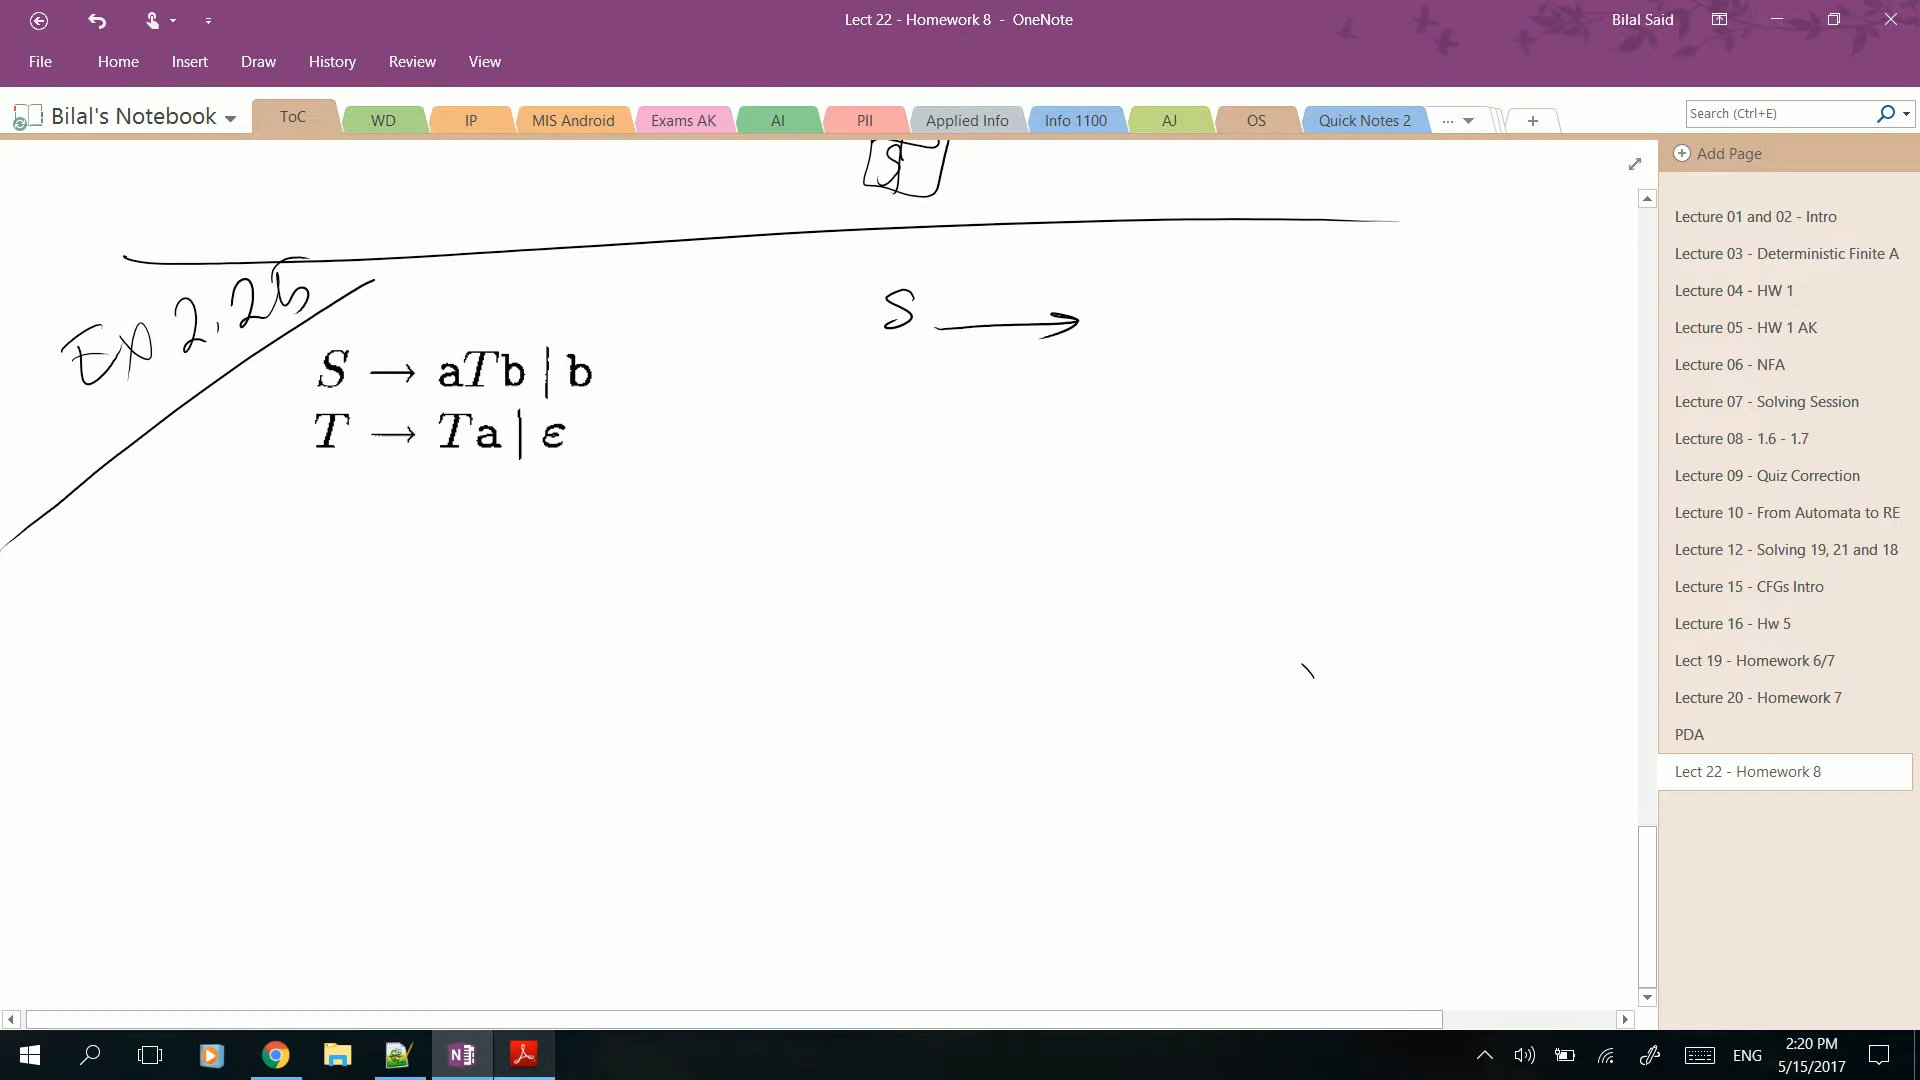 Lect 22 - Homework 8 - OneNote
Bilal Said
File Home Insert Draw History Review View
Bilal's Notebook
ToC WD IP MIS Android Exams AK AI PII Applied Info Info 1100 AJ OS Quick Notes 2 ...
Search (Ctrl+E)
Add Page
S
Ex 2.25
S →
S → aTb | b
T → Ta | ε
Lecture 01 and 02 - Intro
Lecture 03 - Deterministic Finite A
Lecture 04 - HW 1
Lecture 05 - HW 1 AK
Lecture 06 - NFA
Lecture 07 - Solving Session
Lecture 08 - 1.6 - 1.7
Lecture 09 - Quiz Correction
Lecture 10 - From Automata to RE
Lecture 12 - Solving 19, 21 and 18
Lecture 15 - CFGs Intro
Lecture 16 - Hw 5
Lect 19 - Homework 6/7
Lecture 20 - Homework 7
PDA
Lect 22 - Homework 8
ENG
2:20 PM
5/15/2017